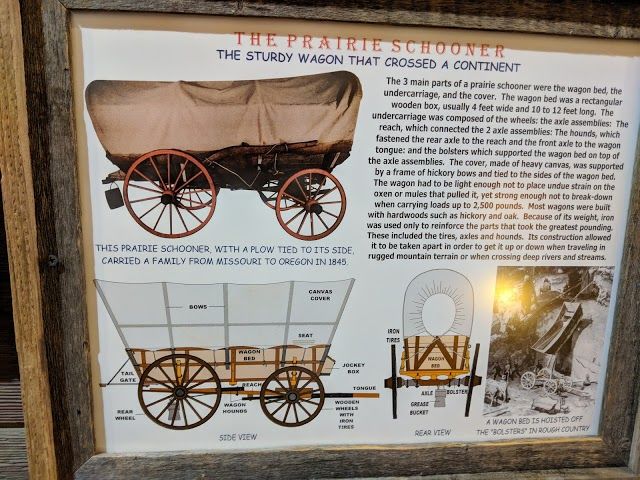 THE PRAIRIE SCHOONER
THE STURDY WAGON THAT CROSSED A CONTINENT
The 3 main parts of a prairie schooner were the wagon bed, the
undercarriage, and the cover. The wagon bed was a rectangular
wooden box, usually 4 feet wide and 10 to 12 feet long. The
undercarriage was composed of the wheels: the axle assemblies: The
reach, which connected the 2 axle assemblies: The hounds, which
fastened the rear axle to the reach and the front axle to the wagon
tongue: and the bolsters which supported the wagon bed on top of
the axle assemblies. The cover, made of heavy canvas, was supported
by a frame of hickory bows and tied to the sides of the wagon bed.
The wagon had to be light enough not to place undue strain on the
oxen or mules that pulled it, yet strong enough not to break-down
when carrying loads up to 2,500 pounds. Most wagons were built
with hardwoods such as hickory and oak. Because of its weight, iron
was used only to reinforce the parts that took the greatest pounding.
These included the tires, axles and hounds. Its construction allowed
it to be taken apart in order to get it up or down when traveling in
rugged mountain terrain or when crossing deep rivers and streams.
THIS PRAIRIE SCHOONER, WITH A PLOW TIED TO ITS SIDE,
CARRIED A FAMILY FROM MISSOURI TO OREGON IN 1845.
CANVAS
COVER
BOWS
SEAT
WAGON
BED
JOCKEY
BOX
TAIL
GATE
REACH
TONGUE
REAR
WHEEL
WAGON
HOUNDS
WOODEN
WHEELS
WITH
IRON
TIRES
SIDE VIEW
IRON
TIRES
WAGON
BED
AXLE
BOLSTER
GREASE
BUCKET
REAR VIEW
A WAGON BED IS HOISTED OFF
THE "BOLSTERS" IN ROUGH COUNTRY